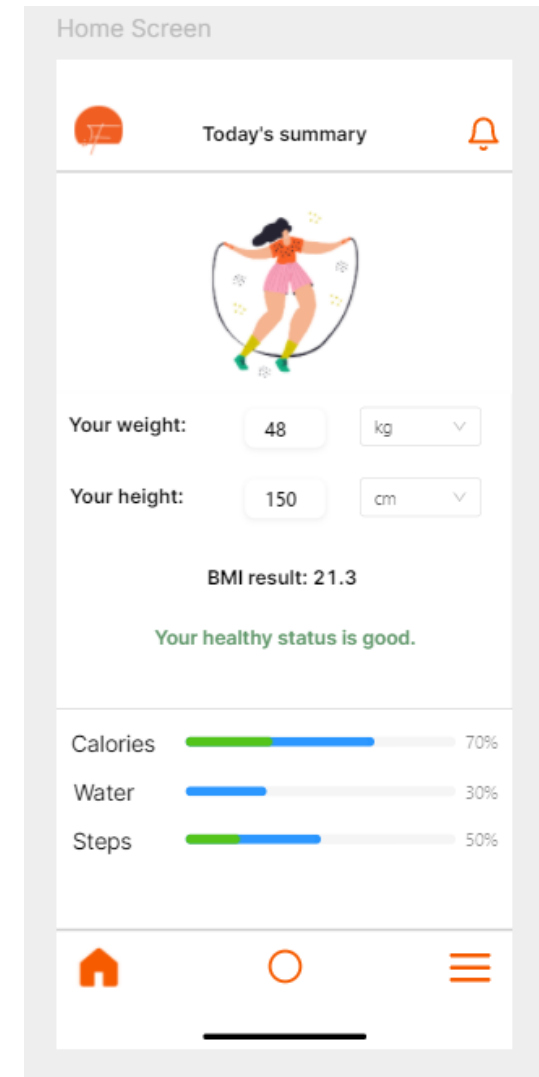 Home Screen
Today's summary
Your weight: 48 kg
Your height: 150 cm
BMI result: 21.3
Your healthy status is good.
Calories 70%
Water 30%
Steps 50%